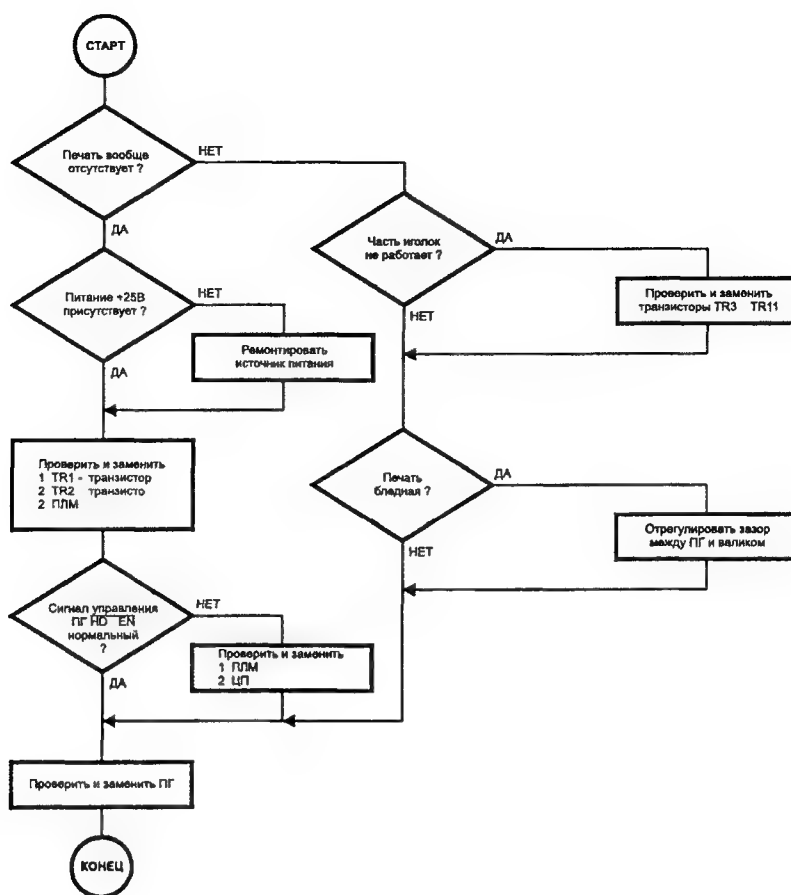 СТАРТ
Печать вообще
отсутствует ?
НЕТ
ДА
Часть иголок
не работает ?
ДА
НЕТ
Проверить и заменить
транзисторы TR3 TR11
Питание +25В
присутствует ?
НЕТ
ДА
Ремонтировать
источник питания
Проверить и заменить
1 TR1 - транзистор
2 TR2 транзисто
2 ПЛМ
Печать
бледная ?
ДА
НЕТ
Отрегулировать зазор
между ПГ и валиком
Сигнал управления
ПГ HD EN
нормальный
?
НЕТ
ДА
Проверить и заменить
1 ПЛМ
2 ЦП
Проверить и заменить ПГ
КОНЕЦ